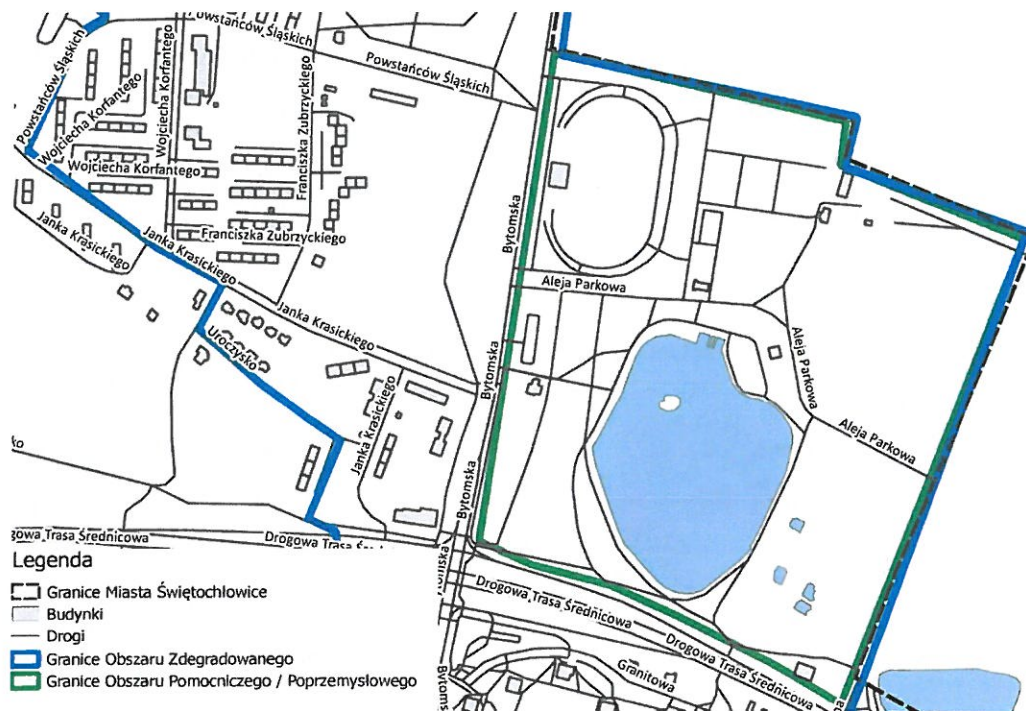 Powstańców Śląskich
Powstańców Śląskich
Powstańców Śląskich
Wojciecha Korfantego
Wojciecha Korfantego
Wojciecha Korfantego
Franciszka Zubrzyckiego
Franciszka Zubrzyckiego
Janka Krasickiego
Janka Krasickiego
Janka Krasickiego
Janka Krasickiego
Uroczysko
Bytomska
Bytomska
Bytomska
Aleja Parkowa
Aleja Parkowa
Aleja Parkowa
Drogowa Trasa Średnicowa
Drogowa Trasa Średnicowa
Granitowa
ogowa Trasa Średnicowa
Drogowa Trasa Śred
Legenda
Granice Miasta Świętochłowice
Budynki
Drogi
Granice Obszaru Zdegradowanego
Granice Obszaru Pomocniczego / Poprzemysłowego